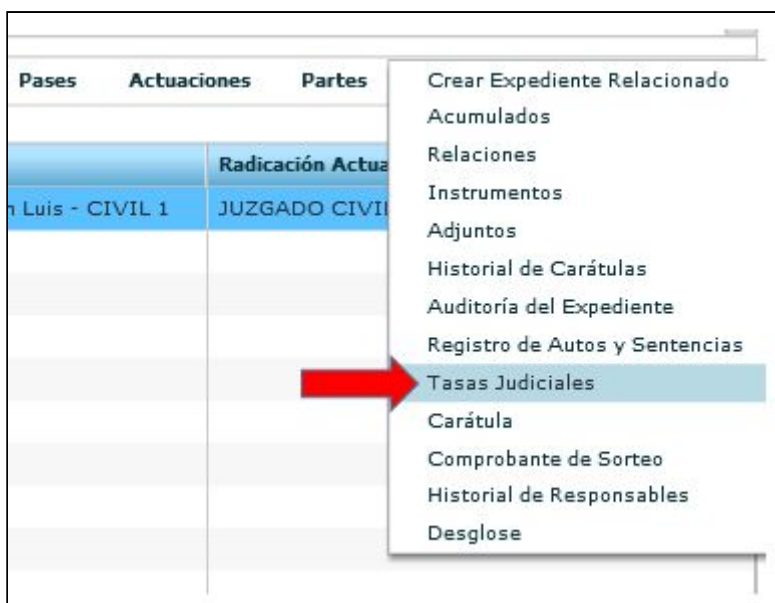 Pases Actuaciones Partes
Radicación Actua
n Luis - CIVIL 1 JUZGADO CIVIL
Crear Expediente Relacionado
Acumulados
Relaciones
Instrumentos
Adjuntos
Historial de Carátulas
Auditoría del Expediente
Registro de Autos y Sentencias
Tasas Judiciales
Carátula
Comprobante de Sorteo
Historial de Responsables
Desglose